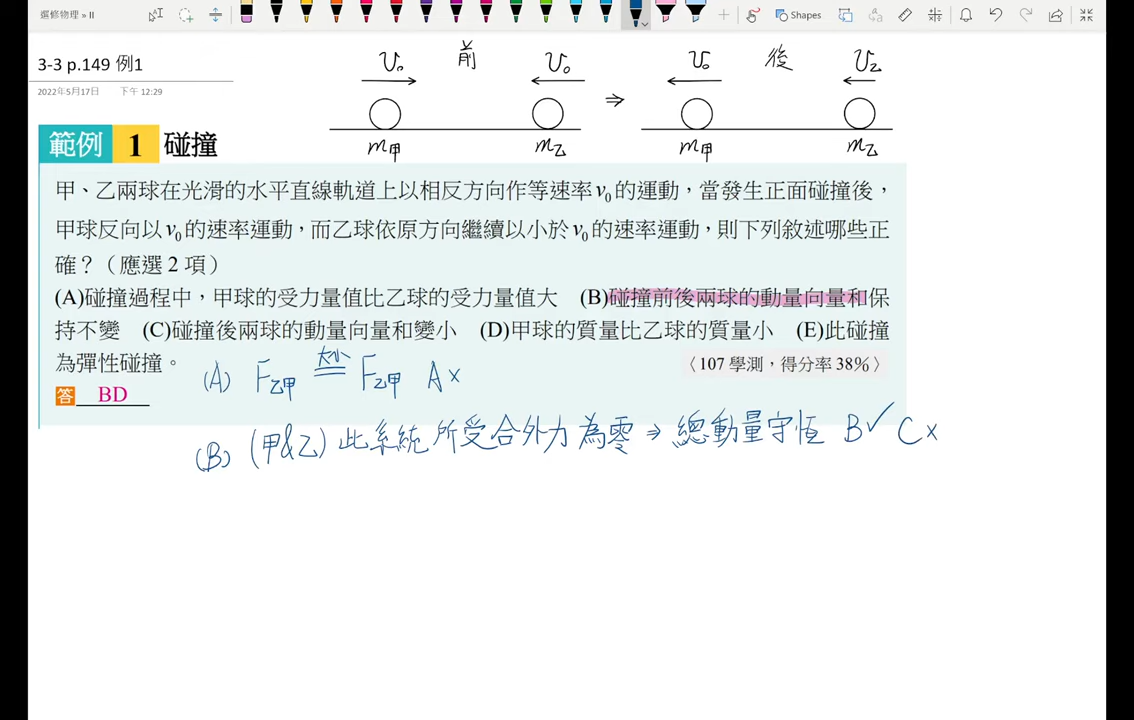 選修物理 » II
Shapes
3-3 p.149 例1
2022年5月17日 下午 12:29
前
後
v₀ v₀ ⇒ v₀ v乙
m甲 m乙 m甲 m乙
範例 1 碰撞
甲、乙兩球在光滑的水平直線軌道上以相反方向作等速率 v₀ 的運動，當發生正面碰撞後，
甲球反向以 v₀ 的速率運動，而乙球依原方向繼續以小於 v₀ 的速率運動，則下列敘述哪些正
確？（應選 2 項）
(A)碰撞過程中，甲球的受力量值比乙球的受力量值大 (B)碰撞前後兩球的動量向量和保
持不變 (C)碰撞後兩球的動量向量和變小 (D)甲球的質量比乙球的質量小 (E)此碰撞
為彈性碰撞。
〈107 學測，得分率 38%〉
答 BD
(A) F乙甲 大小 = F乙甲 A×
(B) (甲&乙) 此系統所受合外力為零 ⇒ 總動量守恆 B✓ C×